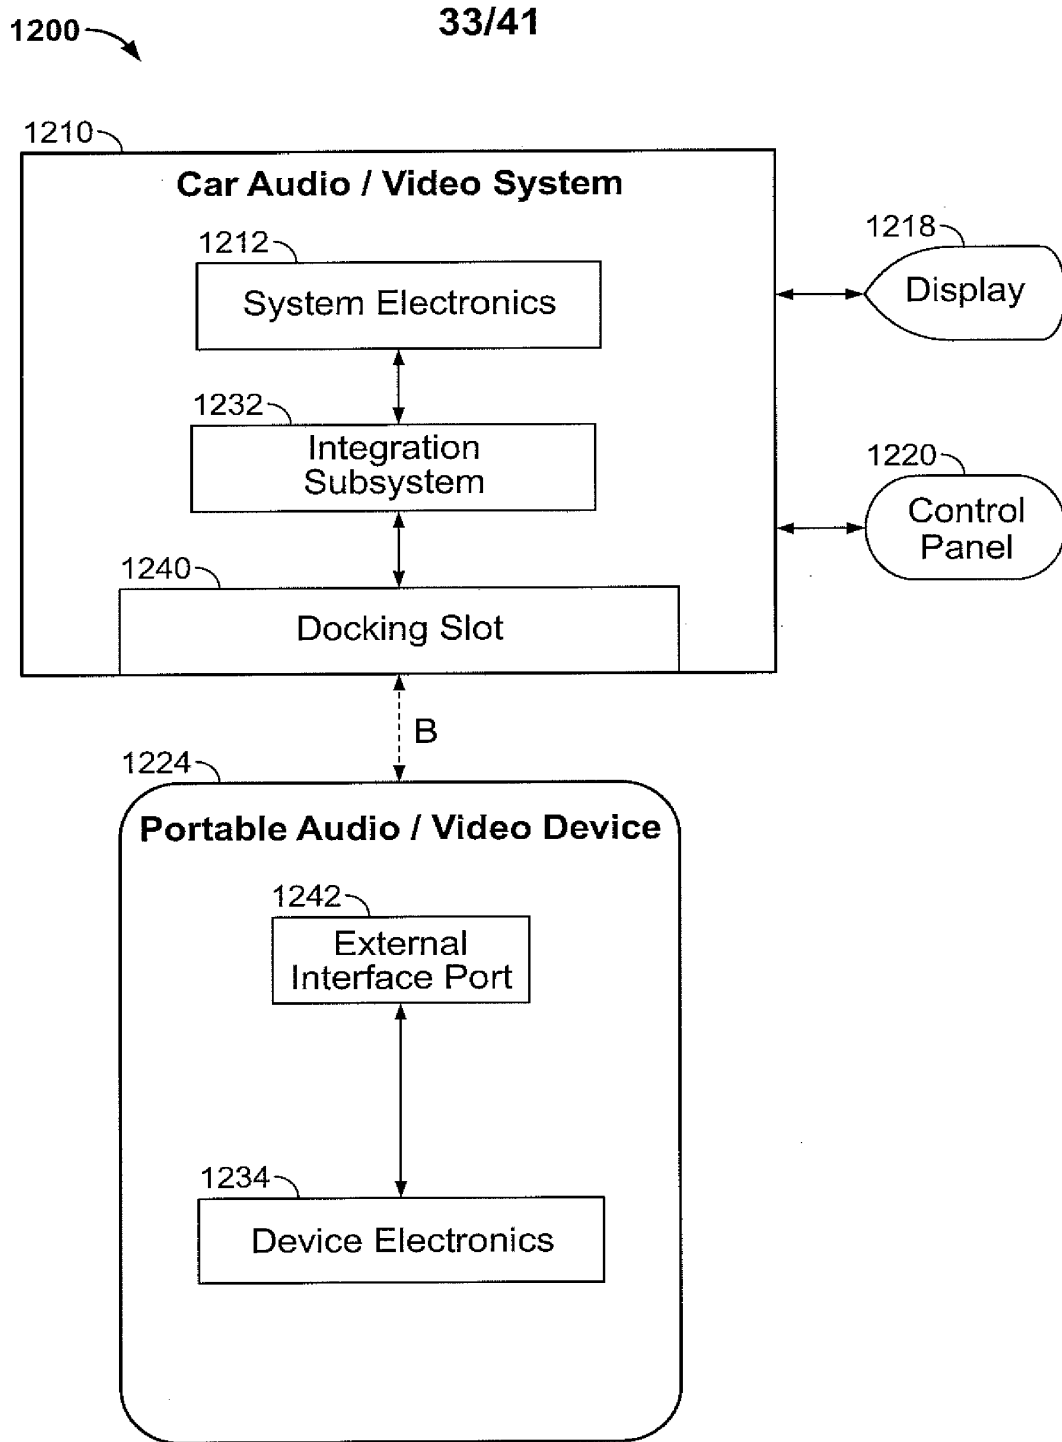 33/41
1200
1210
Car Audio / Video System
1212
System Electronics
1218
Display
1232
Integration
Subsystem
1220
Control
Panel
1240
Docking Slot
B
1224
Portable Audio / Video Device
1242
External
Interface Port
1234
Device Electronics